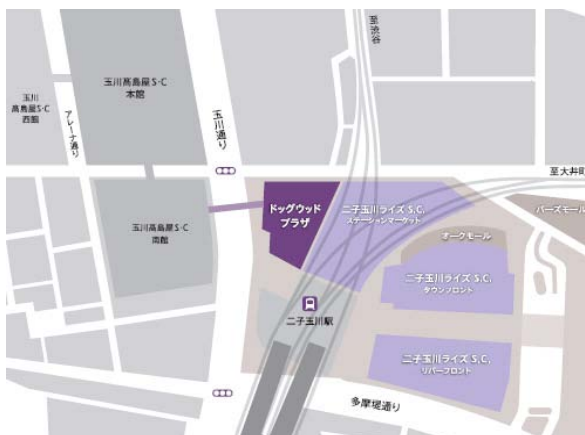 至渋谷
玉川髙島屋S・C
本館
玉川
髙島屋S・C
西館
アレーナ通り
玉川通り
至大井町
ドッグウッド
プラザ
二子玉川ライズ S.C.
ステーションマーケット
バーズモール
玉川髙島屋S・C
南館
オークモール
二子玉川ライズ S.C.
タウンフロント
二子玉川駅
二子玉川ライズ S.C.
リバーフロント
多摩堤通り